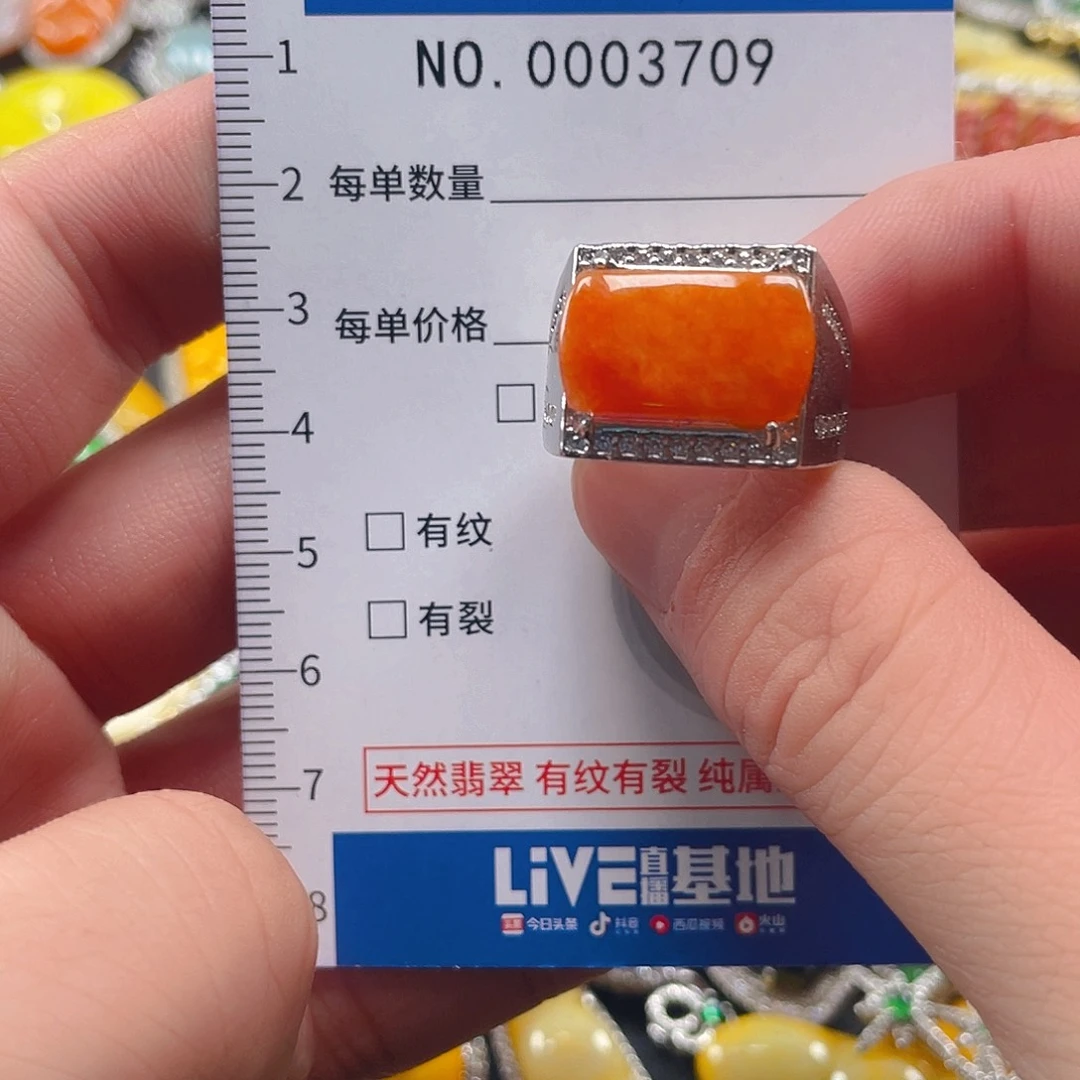 NO. 0003709
1
2
每单数量
3
每单价格
4
有纹
5
有裂
6
7
天然翡翠 有纹有裂 纯属
8
LiVE直播基地
今日头条 抖音 西瓜视频 火山